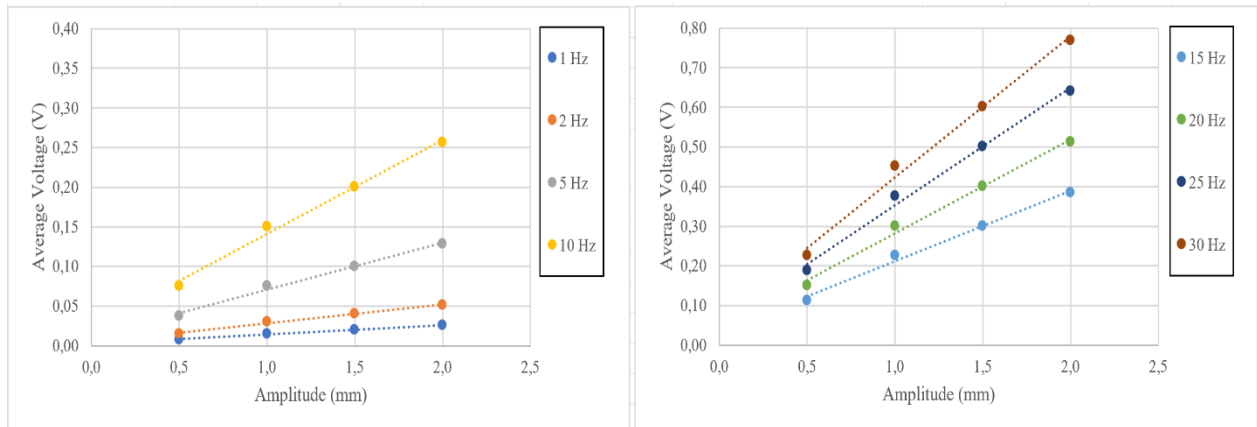 0,40
0,35
0,30
0,25
0,20
0,15
0,10
0,05
0,00
Average Voltage (V)
0,0 0,5 1,0 1,5 2,0 2,5
Amplitude (mm)
1 Hz
2 Hz
5 Hz
10 Hz
0,80
0,70
0,60
0,50
0,40
0,30
0,20
0,10
0,00
Average Voltage (V)
0,0 0,5 1,0 1,5 2,0 2,5
Amplitude (mm)
15 Hz
20 Hz
25 Hz
30 Hz